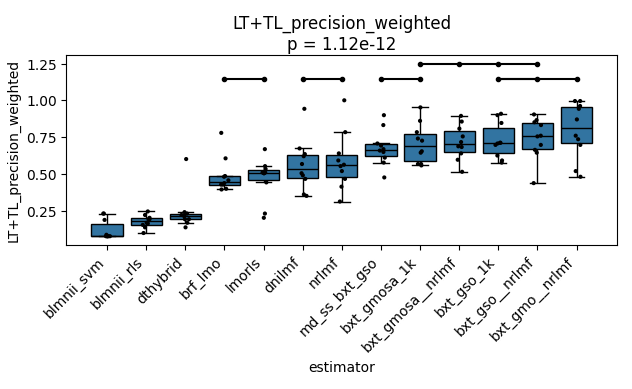 LT+TL_precision_weighted
p = 1.12e-12
LT+TL_precision_weighted
1.25
1.00
0.75
0.50
0.25
blmnii_svm
blmnii_rls
dthybrid
brf_lmo
lmorls
dnilmf
nrlmf
md_ss_bxt_gso
bxt_gmosa_1k
bxt_gmosa__nrlmf
bxt_gso_1k
bxt_gso__nrlmf
bxt_gmo__nrlmf
estimator